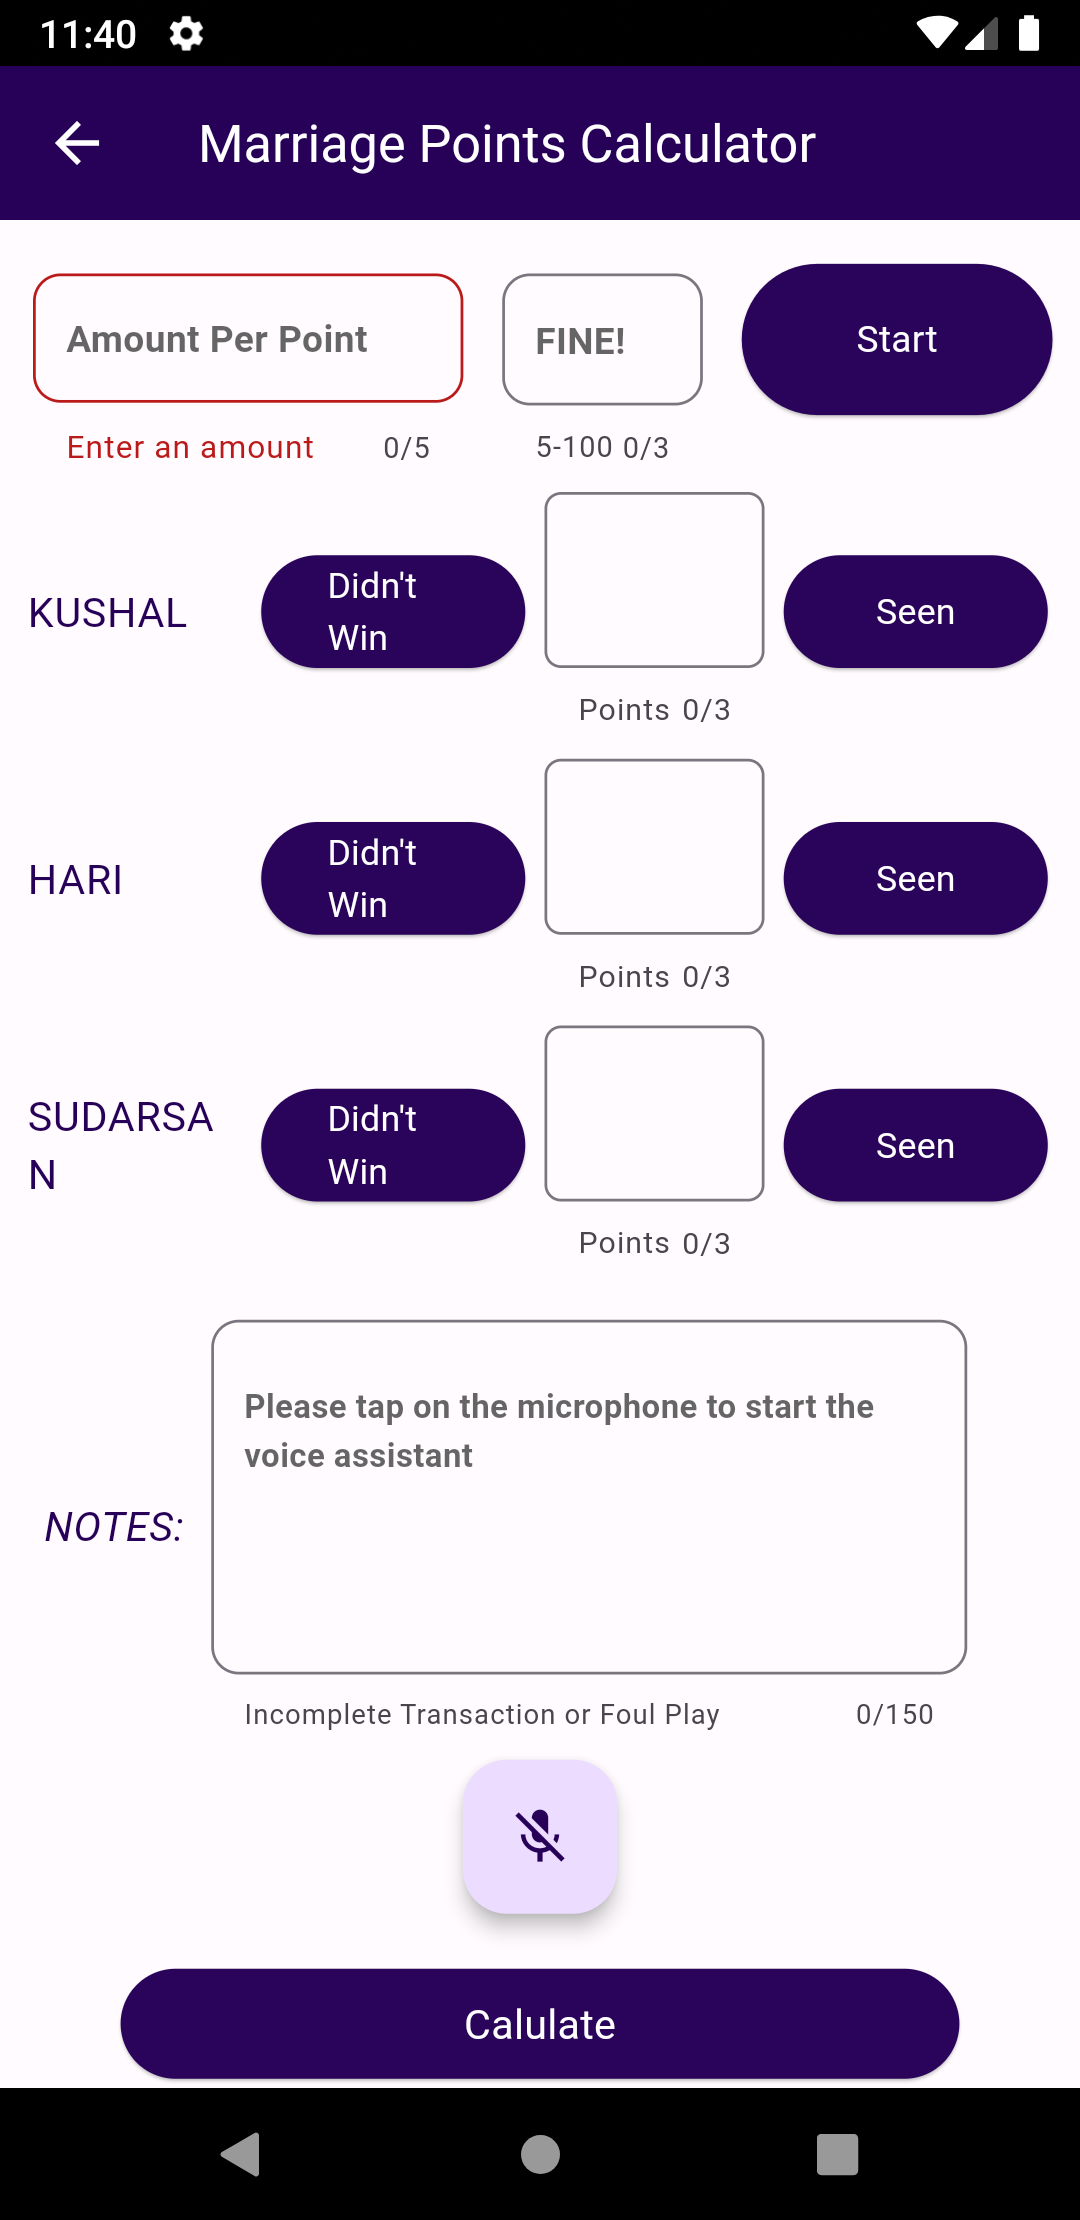 11:40
Marriage Points Calculator
Amount Per Point
FINE!
Start
Enter an amount 0/5
5-100 0/3
KUSHAL
Didn't
Win
Seen
Points 0/3
HARI
Didn't
Win
Seen
Points 0/3
SUDARSA
N
Didn't
Win
Seen
Points 0/3
NOTES:
Please tap on the microphone to start the
voice assistant
Incomplete Transaction or Foul Play 0/150
Calulate